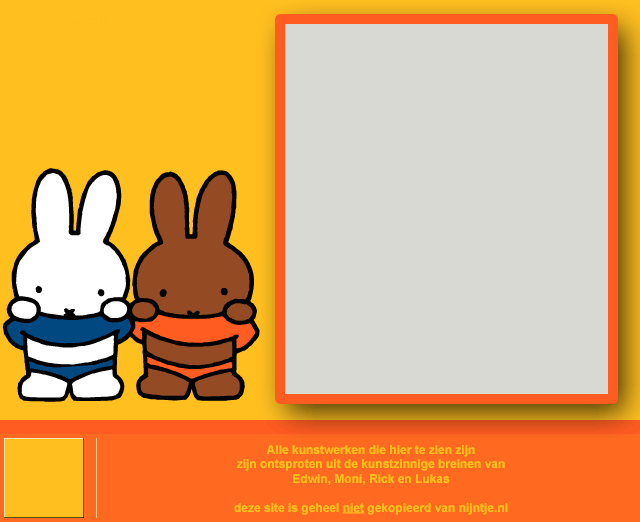 Alle kunstwerken die hier te zien zijn
zijn ontsproten uit de kunstzinnige breinen van
Edwin, Moni, Rick en Lukas
deze site is geheel niet gekopieerd van nijntje.nl